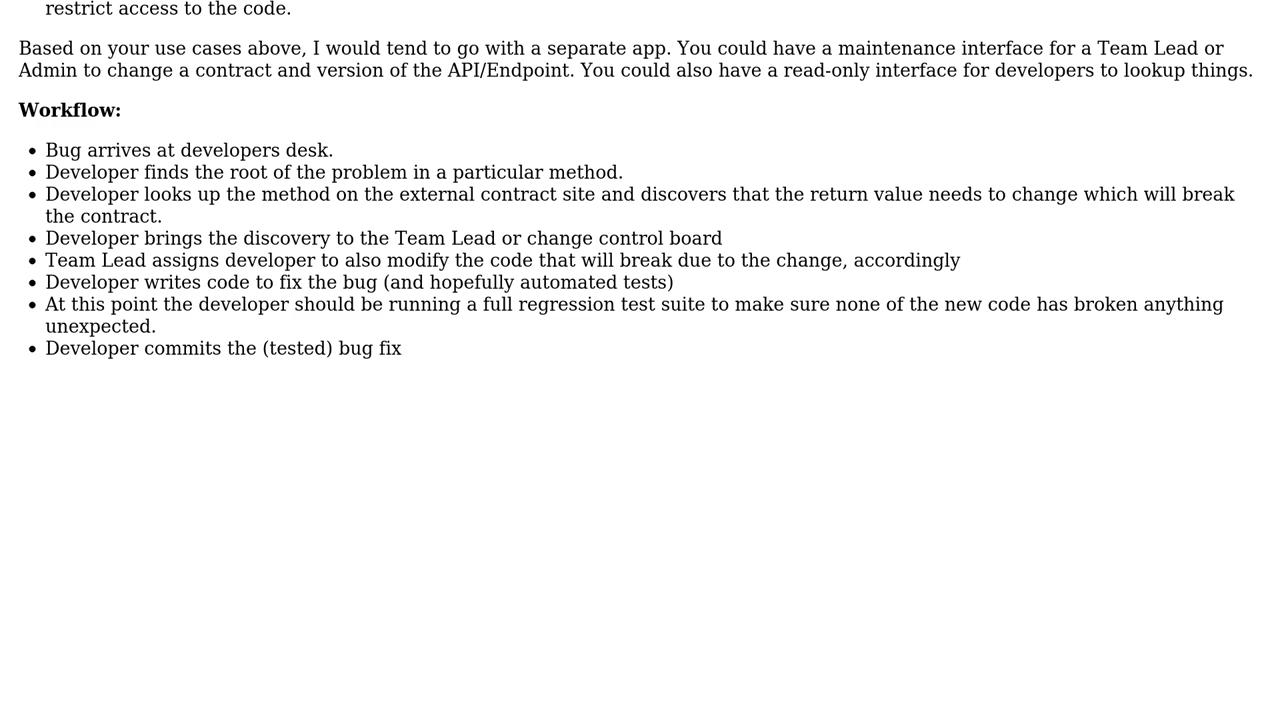 restrict access to the code.
Based on your use cases above, I would tend to go with a separate app. You could have a maintenance interface for a Team Lead or
Admin to change a contract and version of the API/Endpoint. You could also have a read-only interface for developers to lookup things.
Workflow:
• Bug arrives at developers desk.
• Developer finds the root of the problem in a particular method.
• Developer looks up the method on the external contract site and discovers that the return value needs to change which will break
the contract.
• Developer brings the discovery to the Team Lead or change control board
• Team Lead assigns developer to also modify the code that will break due to the change, accordingly
• Developer writes code to fix the bug (and hopefully automated tests)
• At this point the developer should be running a full regression test suite to make sure none of the new code has broken anything
unexpected.
• Developer commits the (tested) bug fix